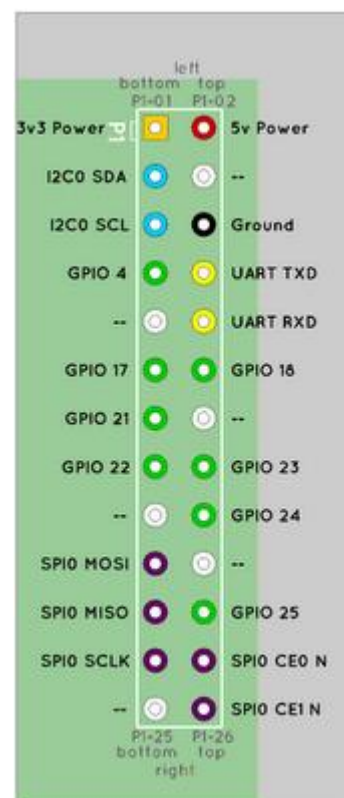 left
bottom top
P1-01 P1-02
3v3 Power P1 5v Power
I2C0 SDA --
I2C0 SCL Ground
GPIO 4 UART TXD
-- UART RXD
GPIO 17 GPIO 18
GPIO 21 --
GPIO 22 GPIO 23
-- GPIO 24
SPI0 MOSI --
SPI0 MISO GPIO 25
SPI0 SCLK SPI0 CE0 N
-- SPI0 CE1 N
P1-25 P1-26
bottom top
right